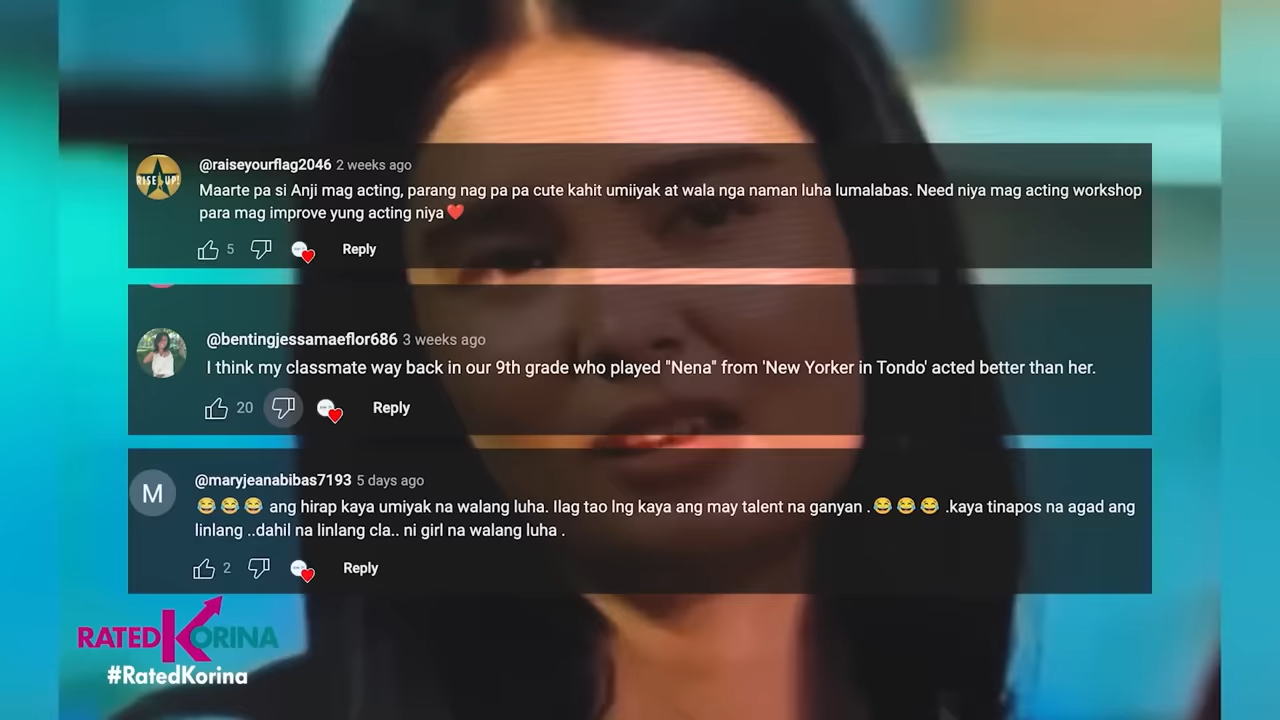 @raiseyourflag2046 2 weeks ago
RISE UP!
Maarte pa si Anji mag acting, parang nag pa pa cute kahit umiiyak at wala nga naman luha lumalabas. Need niya mag acting workshop
para mag improve yung acting niya❤️
5 Reply
@bentingjessamaeflor686 3 weeks ago
I think my classmate way back in our 9th grade who played "Nena" from 'New Yorker in Tondo' acted better than her.
20 Reply
M
@maryjeanabibas7193 5 days ago
😂😂😂 ang hirap kaya umiyak na walang luha. Ilag tao lng kaya ang may talent na ganyan .😂😂😂 .kaya tinapos na agad ang
linlang ..dahil na linlang cla.. ni girl na walang luha .
2 Reply
RATED KORINA
#RatedKorina